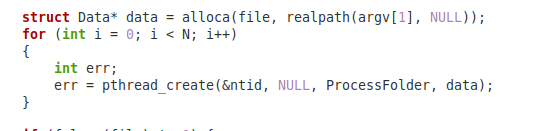 struct Data* data = alloca(file, realpath(argv[1], NULL));
for (int i = 0; i < N; i++)
{
    int err;
    err = pthread_create(&ntid, NULL, ProcessFolder, data);
}